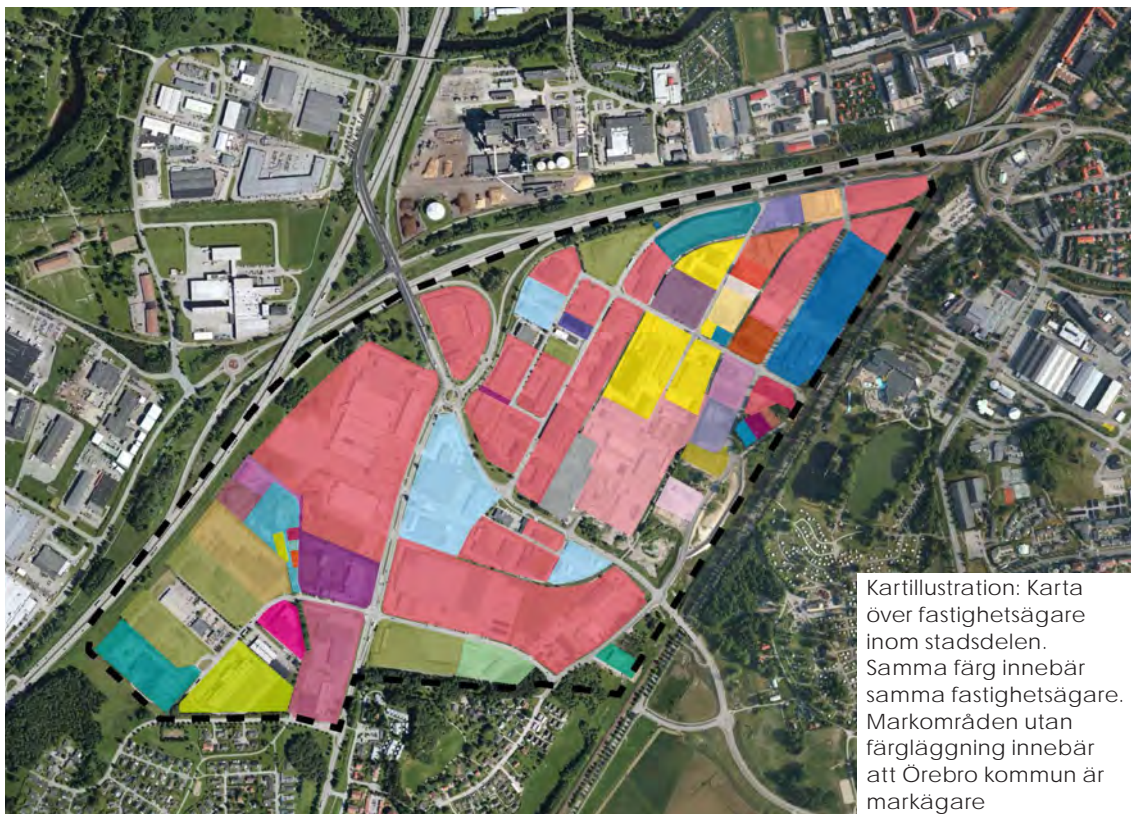 Kartillustration: Karta
över fastighetsägare
inom stadsdelen.
Samma färg innebär
samma fastighetsägare.
Markområden utan
färgläggning innebär
att Örebro kommun är
markägare